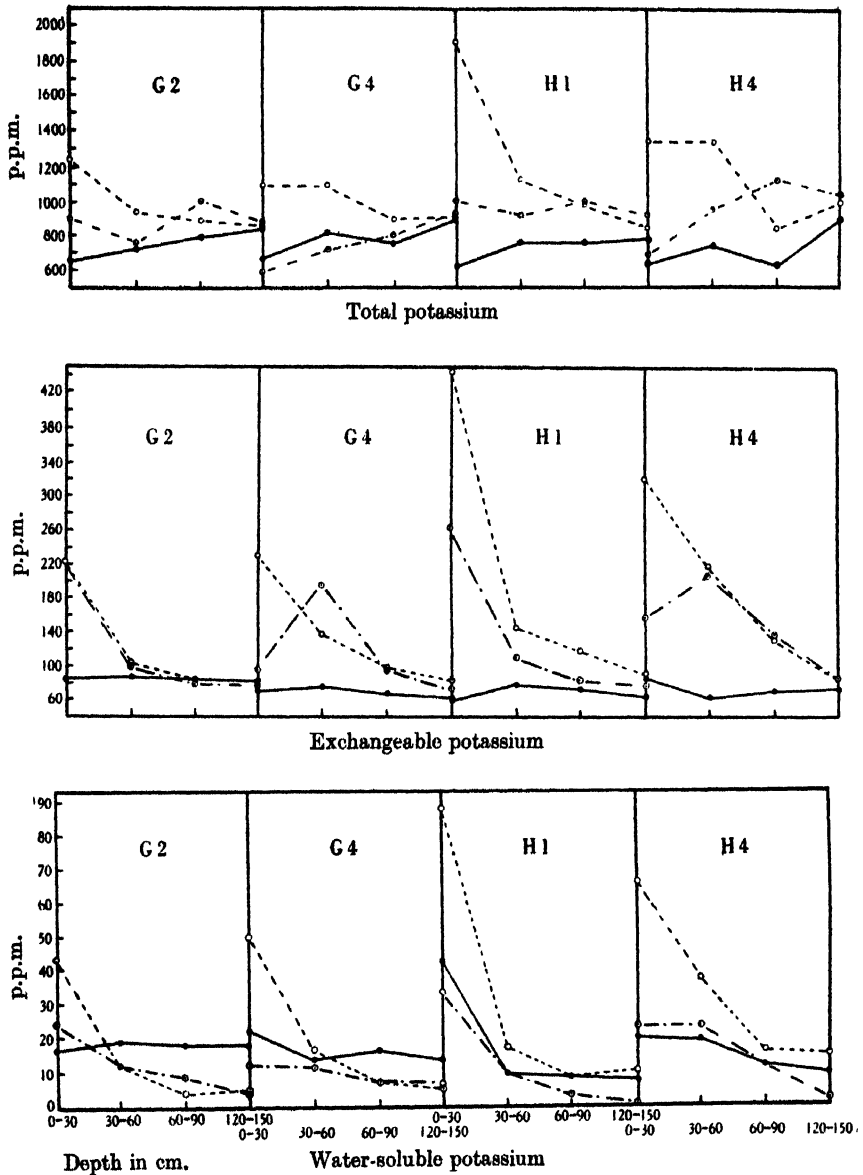 2000
1800
1600
1400
1200
1000
800
600
p.p.m.
G 2
G 4
H 1
H 4
Total potassium
420
380
340
300
260
220
180
140
100
60
p.p.m.
G 2
G 4
H 1
H 4
Exchangeable potassium
90
80
70
60
50
40
30
20
10
0
p.p.m.
G 2
G 4
H 1
H 4
0-30 30-60 60-90 120-150 30-60 60-90 0-30 30-60 60-90 120-150 30-60 60-90 120-150
0-30 120-150 0-30
Depth in cm. Water-soluble potassium